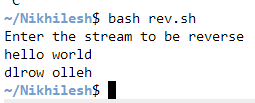 ~/Nikhilesh$ bash rev.sh
Enter the stream to be reverse
hello world
dlrow olleh
~/Nikhilesh$